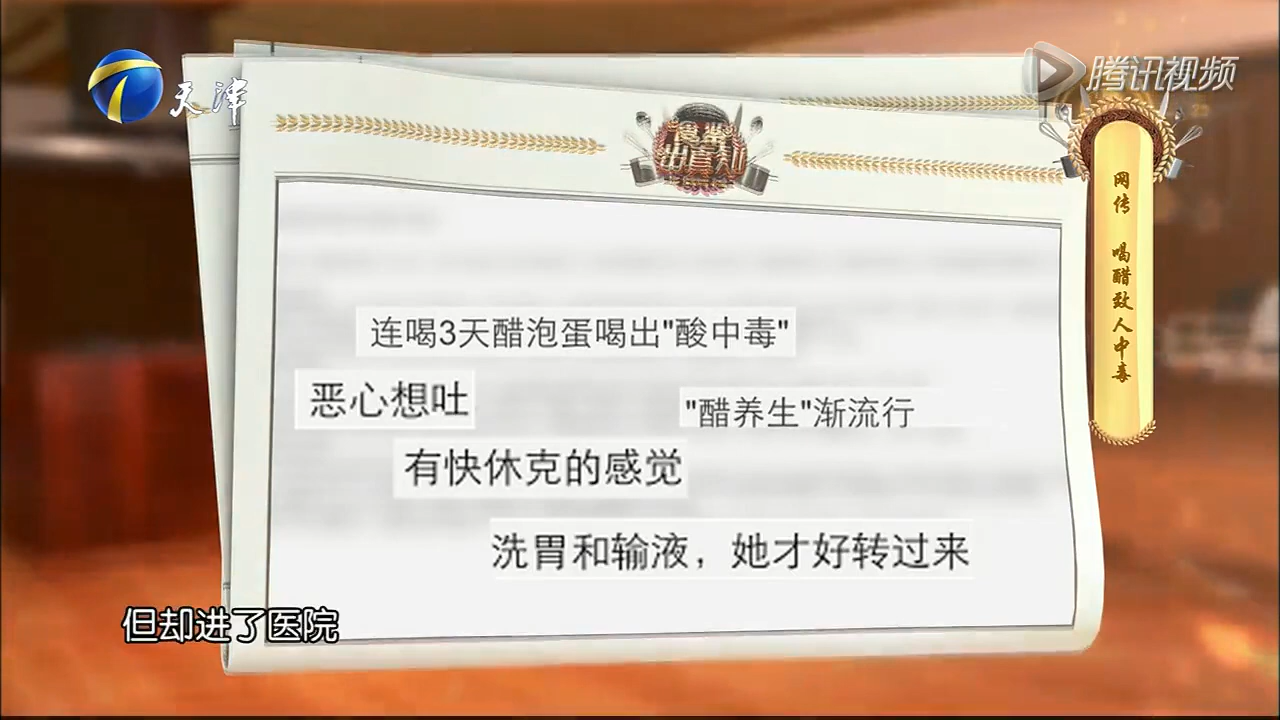 天津
腾讯视频
网传 喝醋致人中毒
连喝3天醋泡蛋喝出"酸中毒"
恶心想吐
"醋养生"渐流行
有快休克的感觉
洗胃和输液，她才好转过来
但却进了医院